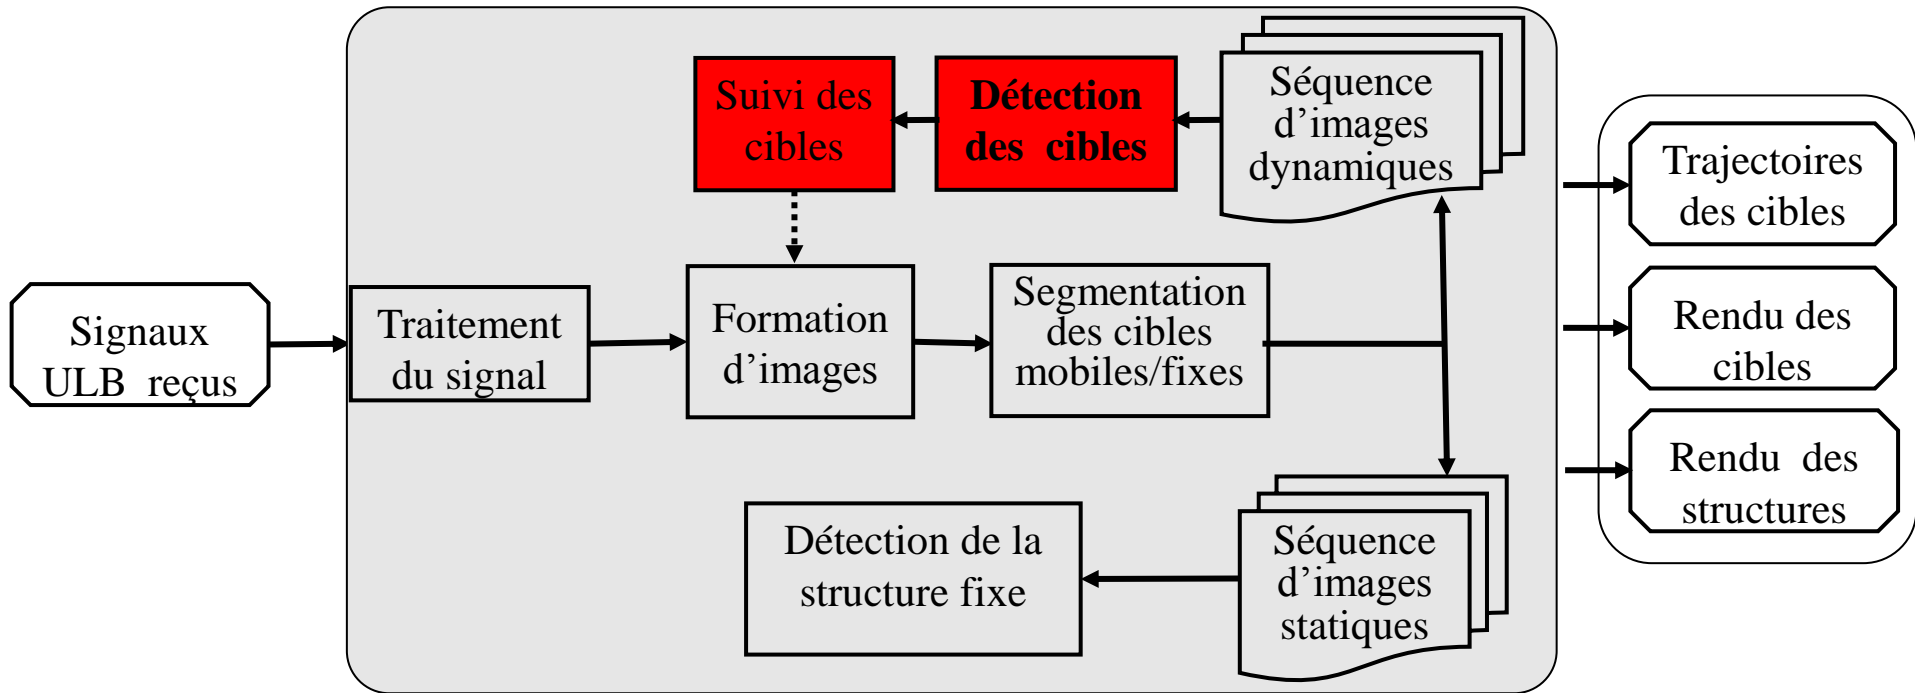 Signaux
ULB reçus
Traitement
du signal
Suivi des
cibles
Détection
des cibles
Séquence
d’images
dynamiques
Formation
d’images
Segmentation
des cibles
mobiles/fixes
Détection de la
structure fixe
Séquence
d’images
statiques
Trajectoires
des cibles
Rendu des
cibles
Rendu des
structures